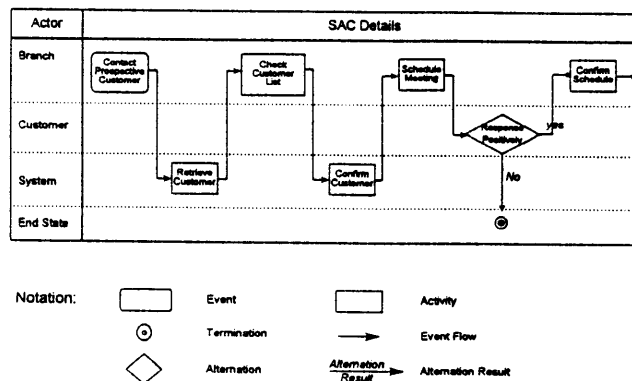 Actor
SAC Details
Branch
Contact
Prespective
Customer
Check
Customer
List
Schedule
Meeting
Confirm
Schedule
Customer
Response
Positively
yes
System
Retrieve
Customer
Confirm
Customer
No
End State
Notation:
Event
Activity
Termination
Event Flow
Alternation
Alternation
Result
Alternation Result